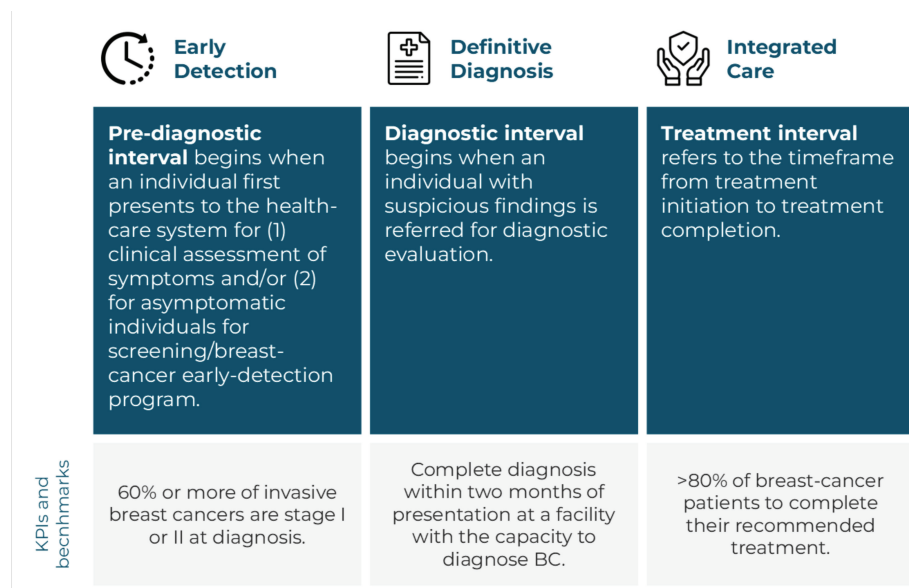 Early
Detection
Definitive
Diagnosis
Integrated
Care
Pre-diagnostic
interval begins when
an individual first
presents to the health-
care system for (1)
clinical assessment of
symptoms and/or (2)
for asymptomatic
individuals for
screening/breast-
cancer early-detection
program.
Diagnostic interval
begins when an
individual with
suspicious findings is
referred for diagnostic
evaluation.
Treatment interval
refers to the timeframe
from treatment
initiation to treatment
completion.
KPIs and
becnhmarks
60% or more of invasive
breast cancers are stage I
or II at diagnosis.
Complete diagnosis
within two months of
presentation at a facility
with the capacity to
diagnose BC.
>80% of breast-cancer
patients to complete
their recommended
treatment.